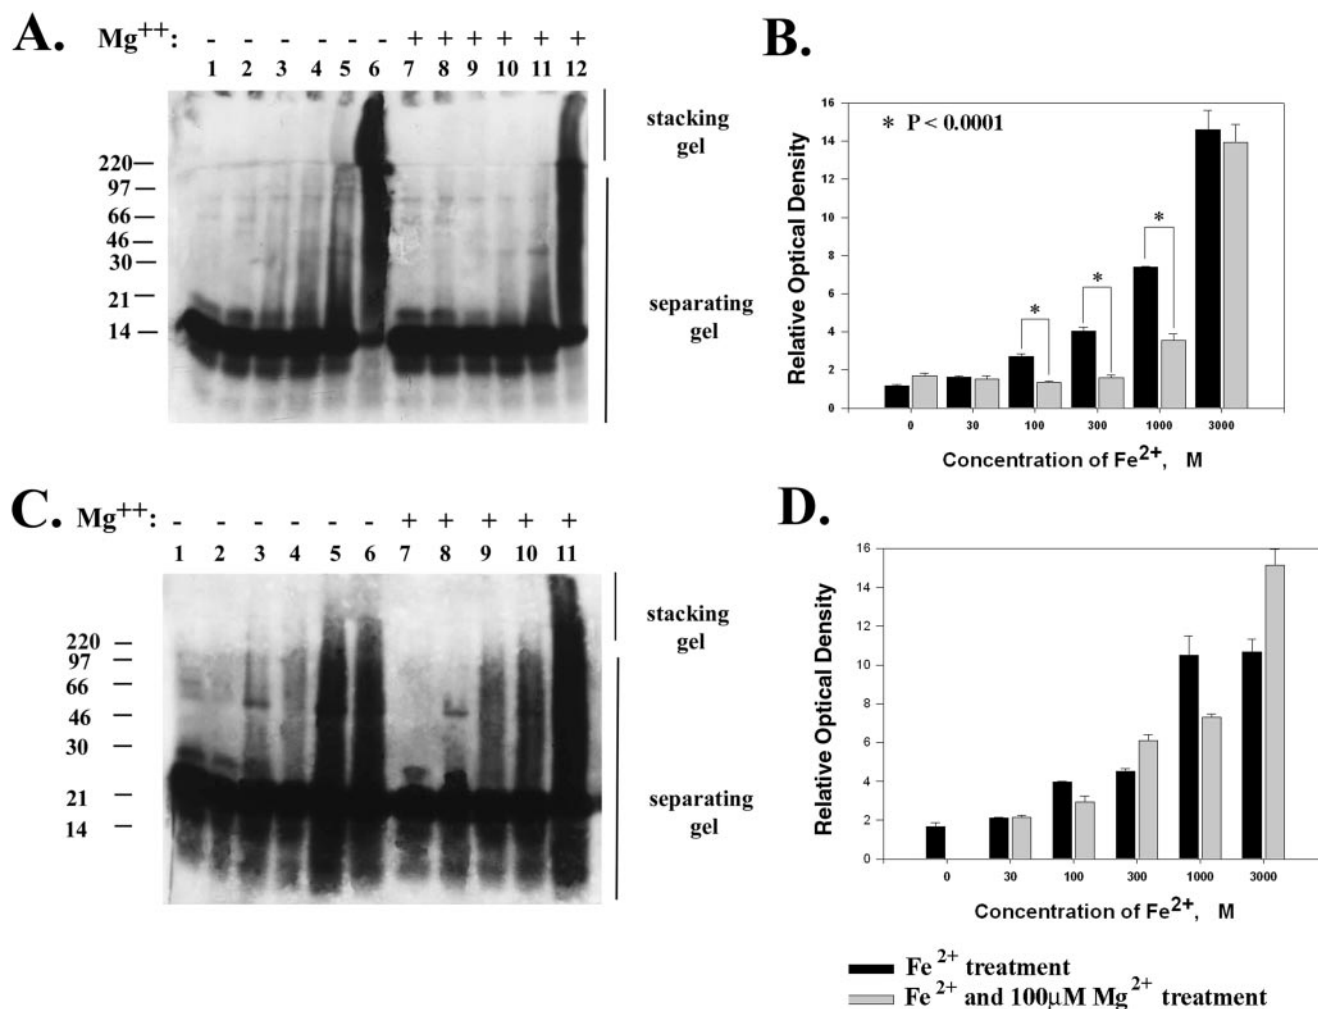 A.
Mg++: - - - - - - + + + + + +
1 2 3 4 5 6 7 8 9 10 11 12
220
97
66
46
30
21
14
stacking
gel
separating
gel
B.
* P < 0.0001
* * *
Relative Optical Density
16
14
12
10
8
6
4
2
0
0 30 100 300 1000 3000
Concentration of Fe2+, M
C.
Mg++: - - - - - - + + + + +
1 2 3 4 5 6 7 8 9 10 11
220
97
66
46
30
21
14
stacking
gel
separating
gel
D.
Relative Optical Density
16
14
12
10
8
6
4
2
0
0 30 100 300 1000 3000
Concentration of Fe2+, M
Fe 2+ treatment
Fe 2+ and 100μM Mg2+ treatment